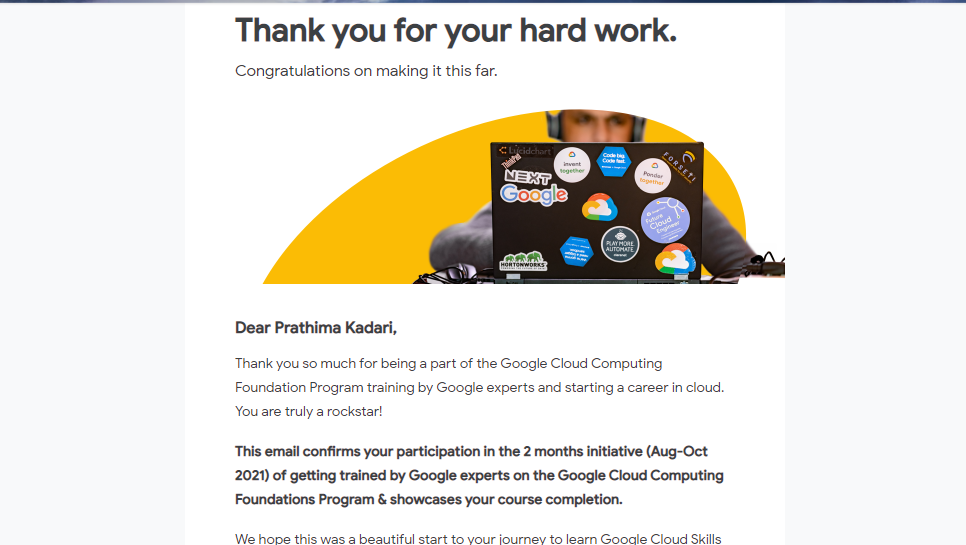 Thank you for your hard work.
Congratulations on making it this far.
Lucidchart
ThinkPad
invent
together
Code big.
Code fast.
Pandar
together
FORSETI
NEXT
Google
Future
Cloud
Engineer
PLAY MORE
AUTOMATE
HORTONWORKS
Dear Prathima Kadari,
Thank you so much for being a part of the Google Cloud Computing
Foundation Program training by Google experts and starting a career in cloud.
You are truly a rockstar!
This email confirms your participation in the 2 months initiative (Aug-Oct
2021) of getting trained by Google experts on the Google Cloud Computing
Foundations Program & showcases your course completion.
We hope this was a beautiful start to your journey to learn Google Cloud Skills